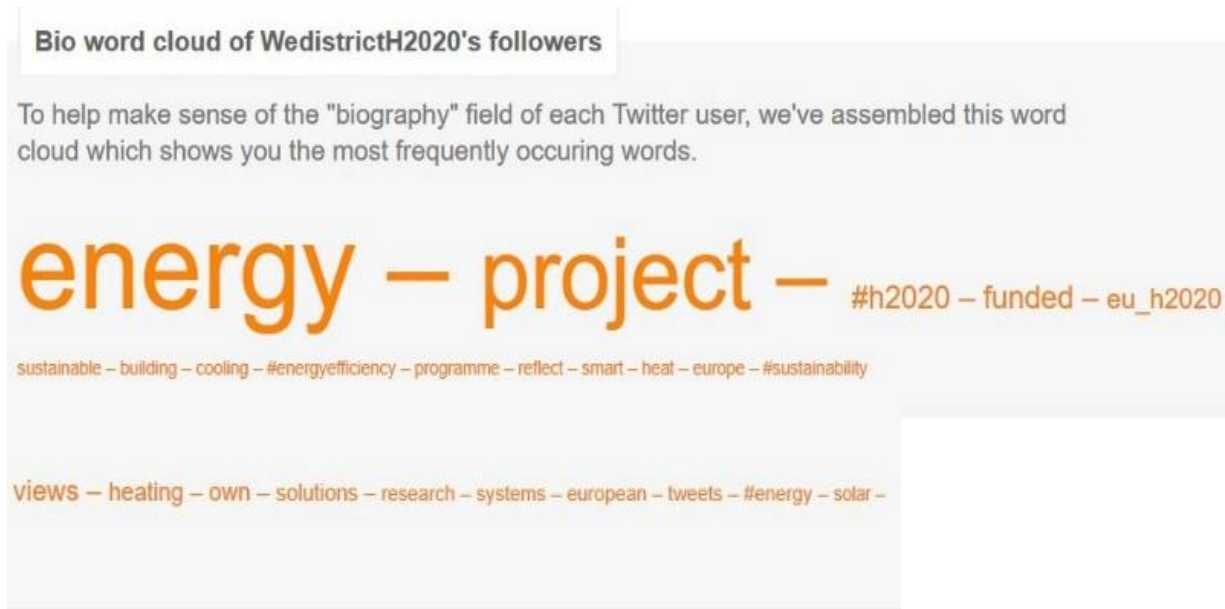 Bio word cloud of WedistrictH2020's followers
To help make sense of the "biography" field of each Twitter user, we've assembled this word
cloud which shows you the most frequently occuring words.
energy – project – #h2020 – funded – eu_h2020
sustainable – building – cooling – #energyefficiency – programme – reflect – smart – heat – europe – #sustainability
views – heating – own – solutions – research – systems – european – tweets – #energy – solar –